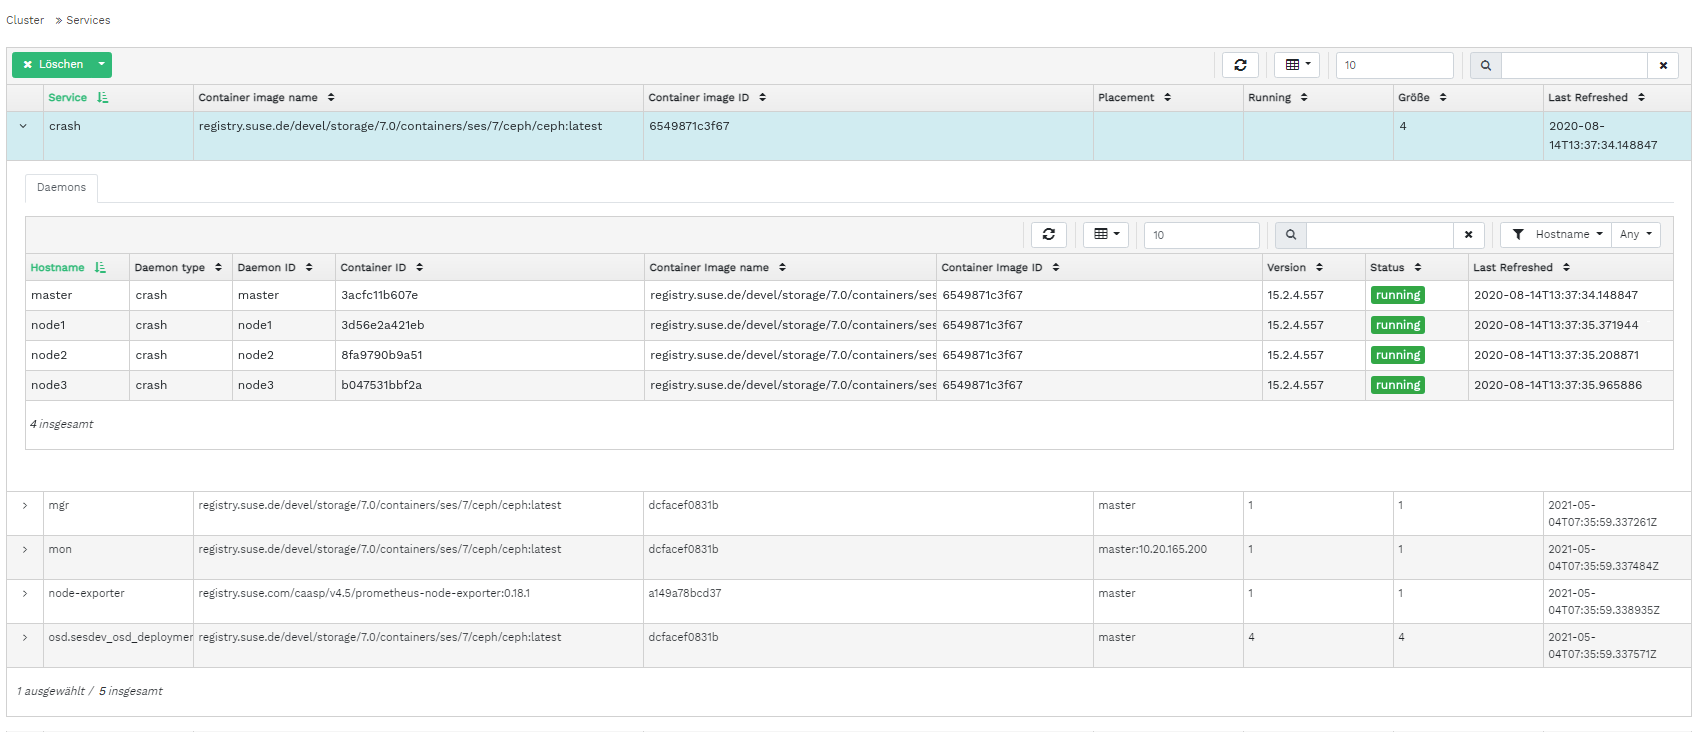 Cluster » Services
Löschen 10
Service Container image name Container image ID Placement Running Größe Last Refreshed
crash registry.suse.de/devel/storage/7.0/containers/ses/7/ceph/ceph:latest 6549871c3f67 4 2020-08-
14T13:37:34.148847
Daemons
10 Hostname Any
Hostname Daemon type Daemon ID Container ID Container Image name Container Image ID Version Status Last Refreshed
master crash master 3acfc11b607e registry.suse.de/devel/storage/7.0/containers/ses 6549871c3f67 15.2.4.557 running 2020-08-14T13:37:34.148847
node1 crash node1 3d56e2a421eb registry.suse.de/devel/storage/7.0/containers/ses 6549871c3f67 15.2.4.557 running 2020-08-14T13:37:35.371944
node2 crash node2 8fa9790b9a51 registry.suse.de/devel/storage/7.0/containers/ses 6549871c3f67 15.2.4.557 running 2020-08-14T13:37:35.208871
node3 crash node3 b047531bbf2a registry.suse.de/devel/storage/7.0/containers/ses 6549871c3f67 15.2.4.557 running 2020-08-14T13:37:35.965886
4 insgesamt
mgr registry.suse.de/devel/storage/7.0/containers/ses/7/ceph/ceph:latest dcfacef0831b master 1 1 2021-05-
04T07:35:59.337261Z
mon registry.suse.de/devel/storage/7.0/containers/ses/7/ceph/ceph:latest dcfacef0831b master:10.20.165.200 1 1 2021-05-
04T07:35:59.337484Z
node-exporter registry.suse.com/caasp/v4.5/prometheus-node-exporter:0.18.1 a149a78bcd37 master 1 1 2021-05-
04T07:35:59.338935Z
osd.sesdev_osd_deploymer registry.suse.de/devel/storage/7.0/containers/ses/7/ceph/ceph:latest dcfacef0831b master 4 4 2021-05-
04T07:35:59.337571Z
1 ausgewählt / 5 insgesamt